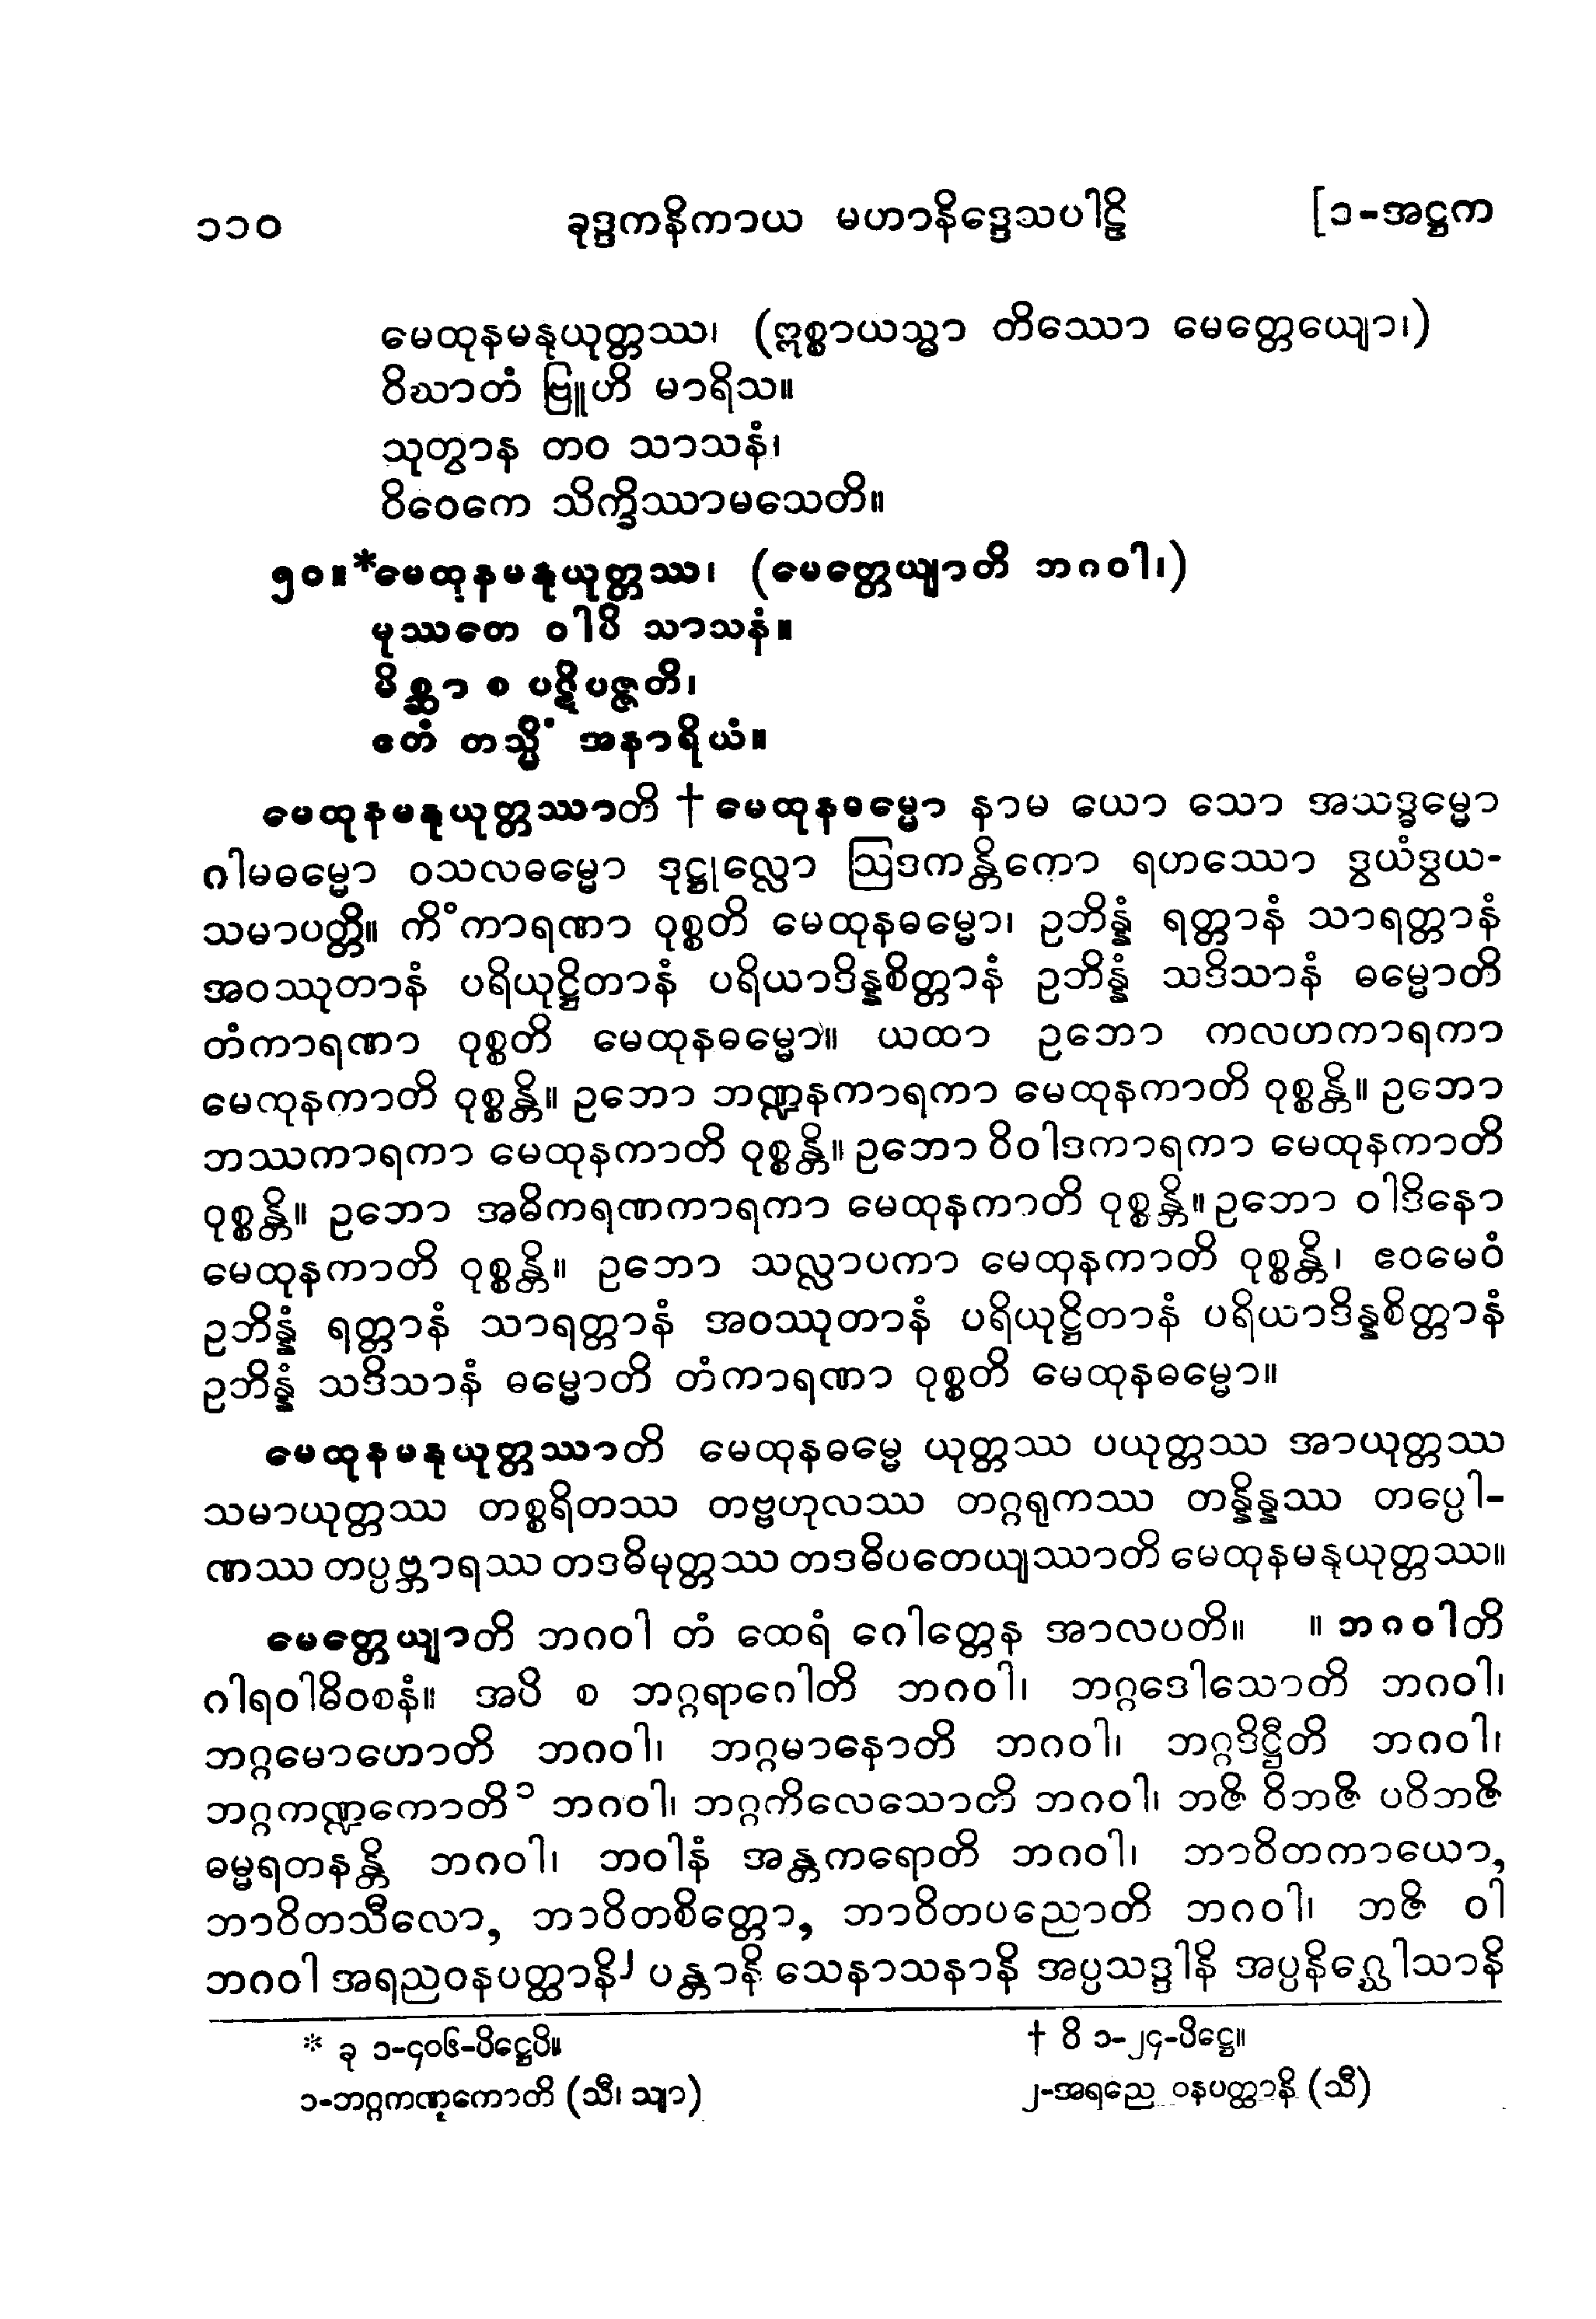 ၁၁၀ ခုဒ္ဒကနိကာယ မဟာနိဒ္ဒေသပါဠိ [၁-အဋ္ဌက
မေထုနမနုယုတ္တဿ၊ (ဣစ္စာယသ္မာ တိဿော မေတ္တေယျော၊)
ဝိဃာတံ ဗြူဟိ မာရိသ။
သုတွာန တဝ သာသနံ၊
ဝိဝေကေ သိက္ခိဿာမသေတိ။
၅၀။*မေထုနမနုယုတ္တဿ၊ (မေတ္တေယျာတိ ဘဂဝါ၊)
မုဿတေ ဝါပိ သာသနံ။
မိစ္ဆာ စ ပဋိပဇ္ဇတိ၊
ဧတံ တသ္မိံ အနာရိယံ။
မေထုနမနုယုတ္တဿာတိ † မေထုနဓမ္မော နာမ ယော သော အသဒ္ဓမ္မော
ဂါမဓမ္မော ဝသလဓမ္မော ဒုဋ္ဌုလ္လော ဩဒကန္တိကော ရဟဿော ဒွယံဒွယ-
သမာပတ္တိ။ ကိံကာရဏာ ဝုစ္စတိ မေထုနဓမ္မော၊ ဥဘိန္နံ ရတ္တာနံ သာရတ္တာနံ
အဝဿုတာနံ ပရိယုဋ္ဌိတာနံ ပရိယာဒိန္နစိတ္တာနံ ဥဘိန္နံ သဒိသာနံ ဓမ္မောတိ
တံကာရဏာ ဝုစ္စတိ မေထုနဓမ္မော။ ယထာ ဥဘော ကလဟကာရကာ
မေထုနကာတိ ဝုစ္စန္တိ။ ဥဘော ဘဏ္ဍနကာရကာ မေထုနကာတိ ဝုစ္စန္တိ။ ဥဘော
ဘဿကာရကာ မေထုနကာတိ ဝုစ္စန္တိ။ ဥဘော ဝိဝါဒကာရကာ မေထုနကာတိ
ဝုစ္စန္တိ။ ဥဘော အဓိကရဏကာရကာ မေထုနကာတိ ဝုစ္စန္တိ။ ဥဘော ဝါဒိနော
မေထုနကာတိ ဝုစ္စန္တိ။ ဥဘော သလ္လာပကာ မေထုနကာတိ ဝုစ္စန္တိ၊ ဧဝမေဝံ
ဥဘိန္နံ ရတ္တာနံ သာရတ္တာနံ အဝဿုတာနံ ပရိယုဋ္ဌိတာနံ ပရိယာဒိန္နစိတ္တာနံ
ဥဘိန္နံ သဒိသာနံ ဓမ္မောတိ တံကာရဏာ ဝုစ္စတိ မေထုနဓမ္မော။
မေထုနမနုယုတ္တဿာတိ မေထုနဓမ္မေ ယုတ္တဿ ပယုတ္တဿ အာယုတ္တဿ
သမာယုတ္တဿ တစ္စရိတဿ တဗ္ဗဟုလဿ တဂ္ဂရုကဿ တန္နိန္နဿ တပ္ပေါ-
ဏဿ တပ္ပဗ္ဘာရဿ တဒဓိမုတ္တဿ တဒဓိပတေယျဿာတိ မေထုနမနုယုတ္တဿ။
မေတ္တေယျာတိ ဘဂဝါ တံ ထေရံ ဂေါတ္တေန အာလပတိ။ ။ ဘဂဝါတိ
ဂါရဝါဓိဝစနံ။ အပိ စ ဘဂ္ဂရာဂေါတိ ဘဂဝါ၊ ဘဂ္ဂဒေါသောတိ ဘဂဝါ၊
ဘဂ္ဂမောဟောတိ ဘဂဝါ၊ ဘဂ္ဂမာနောတိ ဘဂဝါ၊ ဘဂ္ဂဒိဋ္ဌီတိ ဘဂဝါ၊
ဘဂ္ဂကဏ္ဍကောတိ၁ ဘဂဝါ၊ ဘဂ္ဂကိလေသောတိ ဘဂဝါ၊ ဘဇိ ဝိဘဇိ ပဝိဘဇိ
ဓမ္မရတနန္တိ ဘဂဝါ၊ ဘဝါနံ အန္တကရောတိ ဘဂဝါ၊ ဘာဝိတကာယော,
ဘာဝိတသီလော, ဘာဝိတစိတ္တော, ဘာဝိတပညောတိ ဘဂဝါ၊ ဘဇိ ဝါ
ဘဂဝါ အရညဝနပတ္ထာနိ၂ ပန္တာနိ သေနာသနာနိ အပ္ပသဒ္ဒါနိ အပ္ပနိဂ္ဃေါသာနိ
* ခု ၁-၄၀၆-ပိဋ္ဌေပိ။ † ဝိ ၁-၂၄-ပိဋ္ဌေ။
၁-ဘဂ္ဂကဏ္ဋကောတိ (သီ၊ သျာ) ၂-အရညေ ဝနပတ္ထာနိ (သီ)